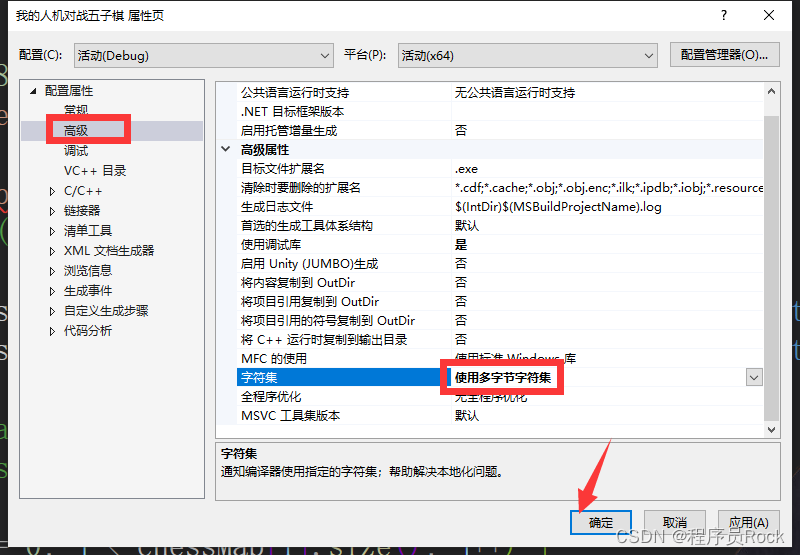 我的人机对战五子棋 属性页
? ×
配置(C): 活动(Debug) 平台(P): 活动(x64) 配置管理器(O)...
配置属性
常规
高级
调试
VC++ 目录
C/C++
链接器
清单工具
XML 文档生成器
浏览信息
生成事件
自定义生成步骤
代码分析
公共语言运行时支持 无公共语言运行时支持
.NET 目标框架版本
启用托管增量生成 否
高级属性
目标文件扩展名 .exe
清除时要删除的扩展名 *.cdf;*.cache;*.obj;*.obj.enc;*.ilk;*.ipdb;*.iobj;*.resource
生成日志文件 $(IntDir)$(MSBuildProjectName).log
首选的生成工具体系结构 默认
使用调试库 是
启用 Unity (JUMBO)生成 否
将内容复制到 OutDir 否
将项目引用复制到 OutDir 否
将项目引用的符号复制到 OutDir 否
将 C++ 运行时复制到输出目录 否
MFC 的使用 使用标准 Windows 库
字符集 使用多字节字符集
全程序优化 无全程序优化
MSVC 工具集版本 默认
字符集
通知编译器使用指定的字符集；帮助解决本地化问题。
确定 取消 应用(A)
CSDN @程序员Rock